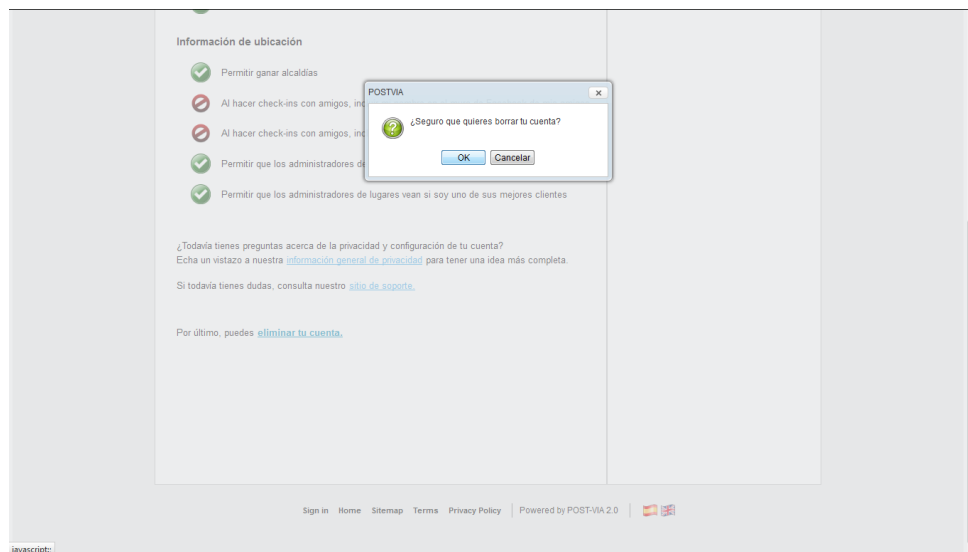 Información de ubicación
Permitir ganar alcaldías
POSTVIA
Al hacer check-ins con amigos,
¿Seguro que quieres borrar tu cuenta?
Al hacer check-ins con amigos,
OK Cancelar
Permitir que los administradores
Permitir que los administradores de lugares vean si soy uno de sus mejores clientes
¿Todavía tienes preguntas acerca de la privacidad y configuración de tu cuenta?
Echa un vistazo a nuestra información general de privacidad para tener una idea más completa.
Si todavía tienes dudas, consulta nuestro sitio de soporte.
Por último, puedes eliminar tu cuenta.
Sign in Home Sitemap Terms Privacy Policy Powered by POST-VIA 2.0
javascript:;